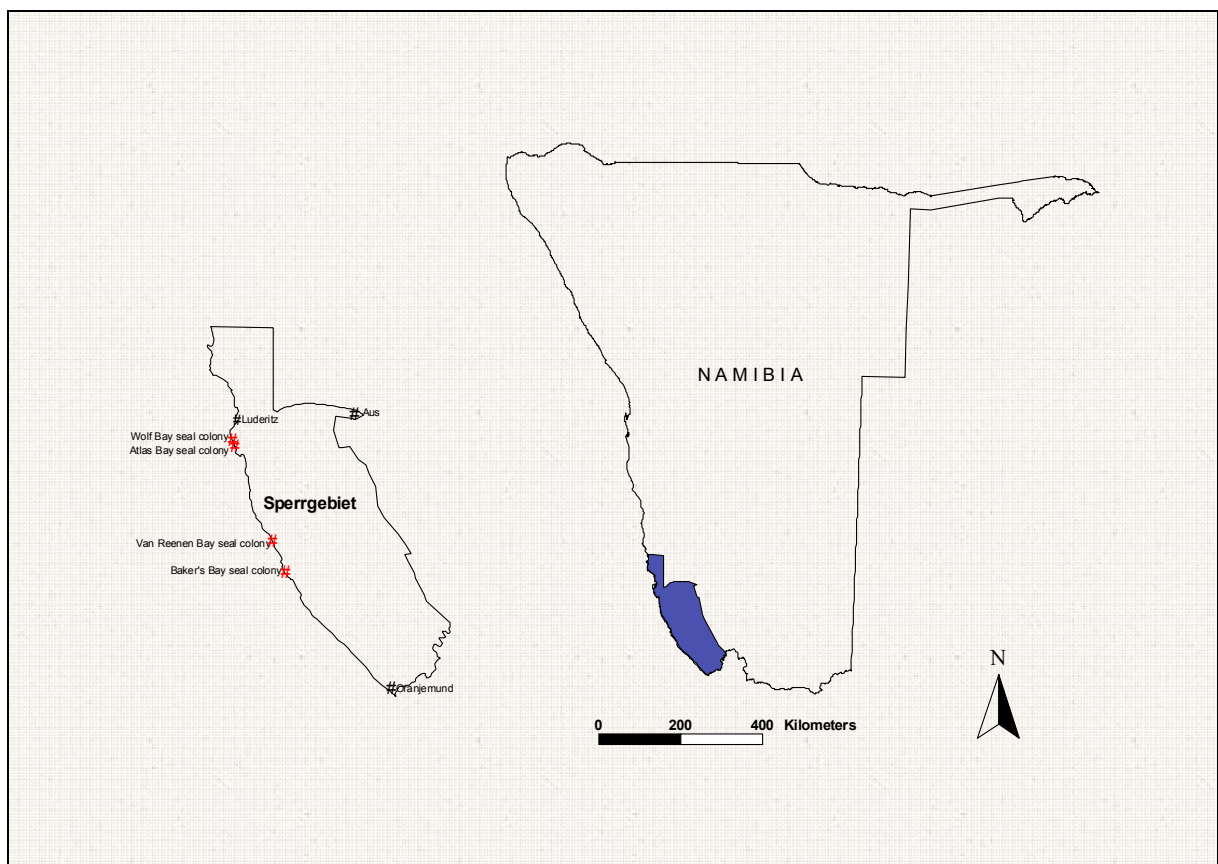 NAMIBIA
#Luderitz
# Aus
Wolf Bay seal colony #
Atlas Bay seal colony #
Sperrgebiet
Van Reenen Bay seal colony #
Baker's Bay seal colony #
#Oranjemund
N
0 200 400 Kilometers